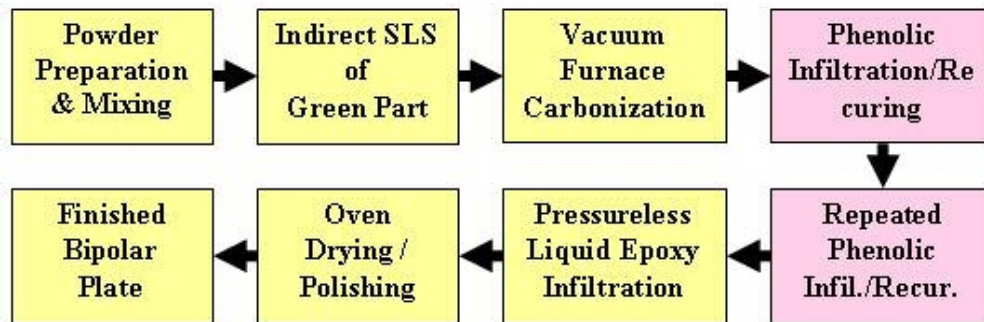 Powder
Preparation
& Mixing
Indirect SLS
of
Green Part
Vacuum
Furnace
Carbonization
Phenolic
Infiltration/Re
curing
Finished
Bipolar
Plate
Oven
Drying /
Polishing
Pressureless
Liquid Epoxy
Infiltration
Repeated
Phenolic
Infil./Recur.